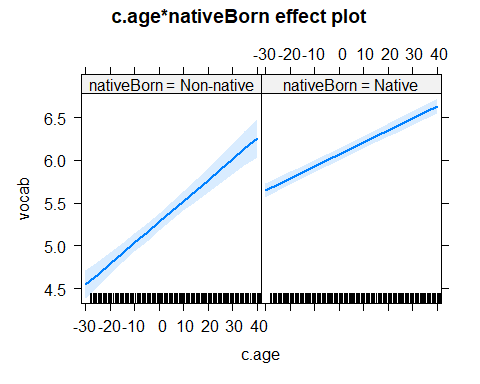 c.age*nativeBorn effect plot
-30 -20 -10 0 10 20 30 40
nativeBorn = Non-native nativeBorn = Native
6.5
6.0
5.5
5.0
4.5
vocab
-30 -20 -10 0 10 20 30 40
c.age